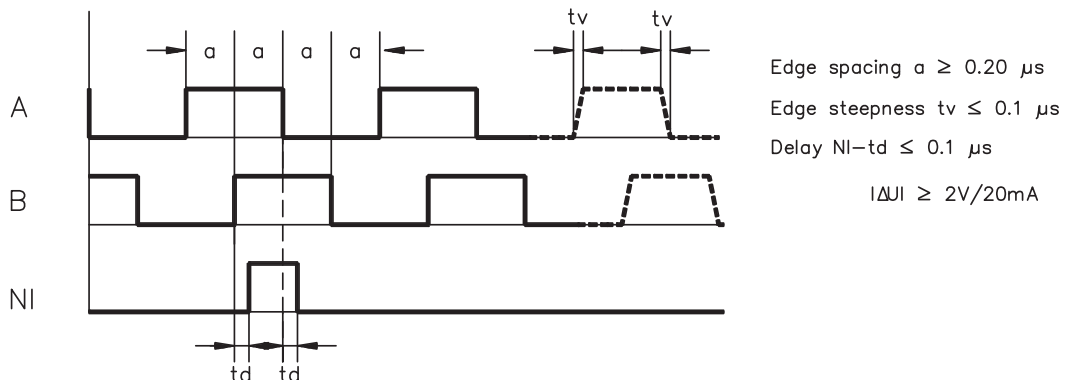 tv tv
a a a a
A
B
NI
td td
Edge spacing a ≥ 0.20 µs
Edge steepness tv ≤ 0.1 µs
Delay NI-td ≤ 0.1 µs
IΔUI ≥ 2V/20mA